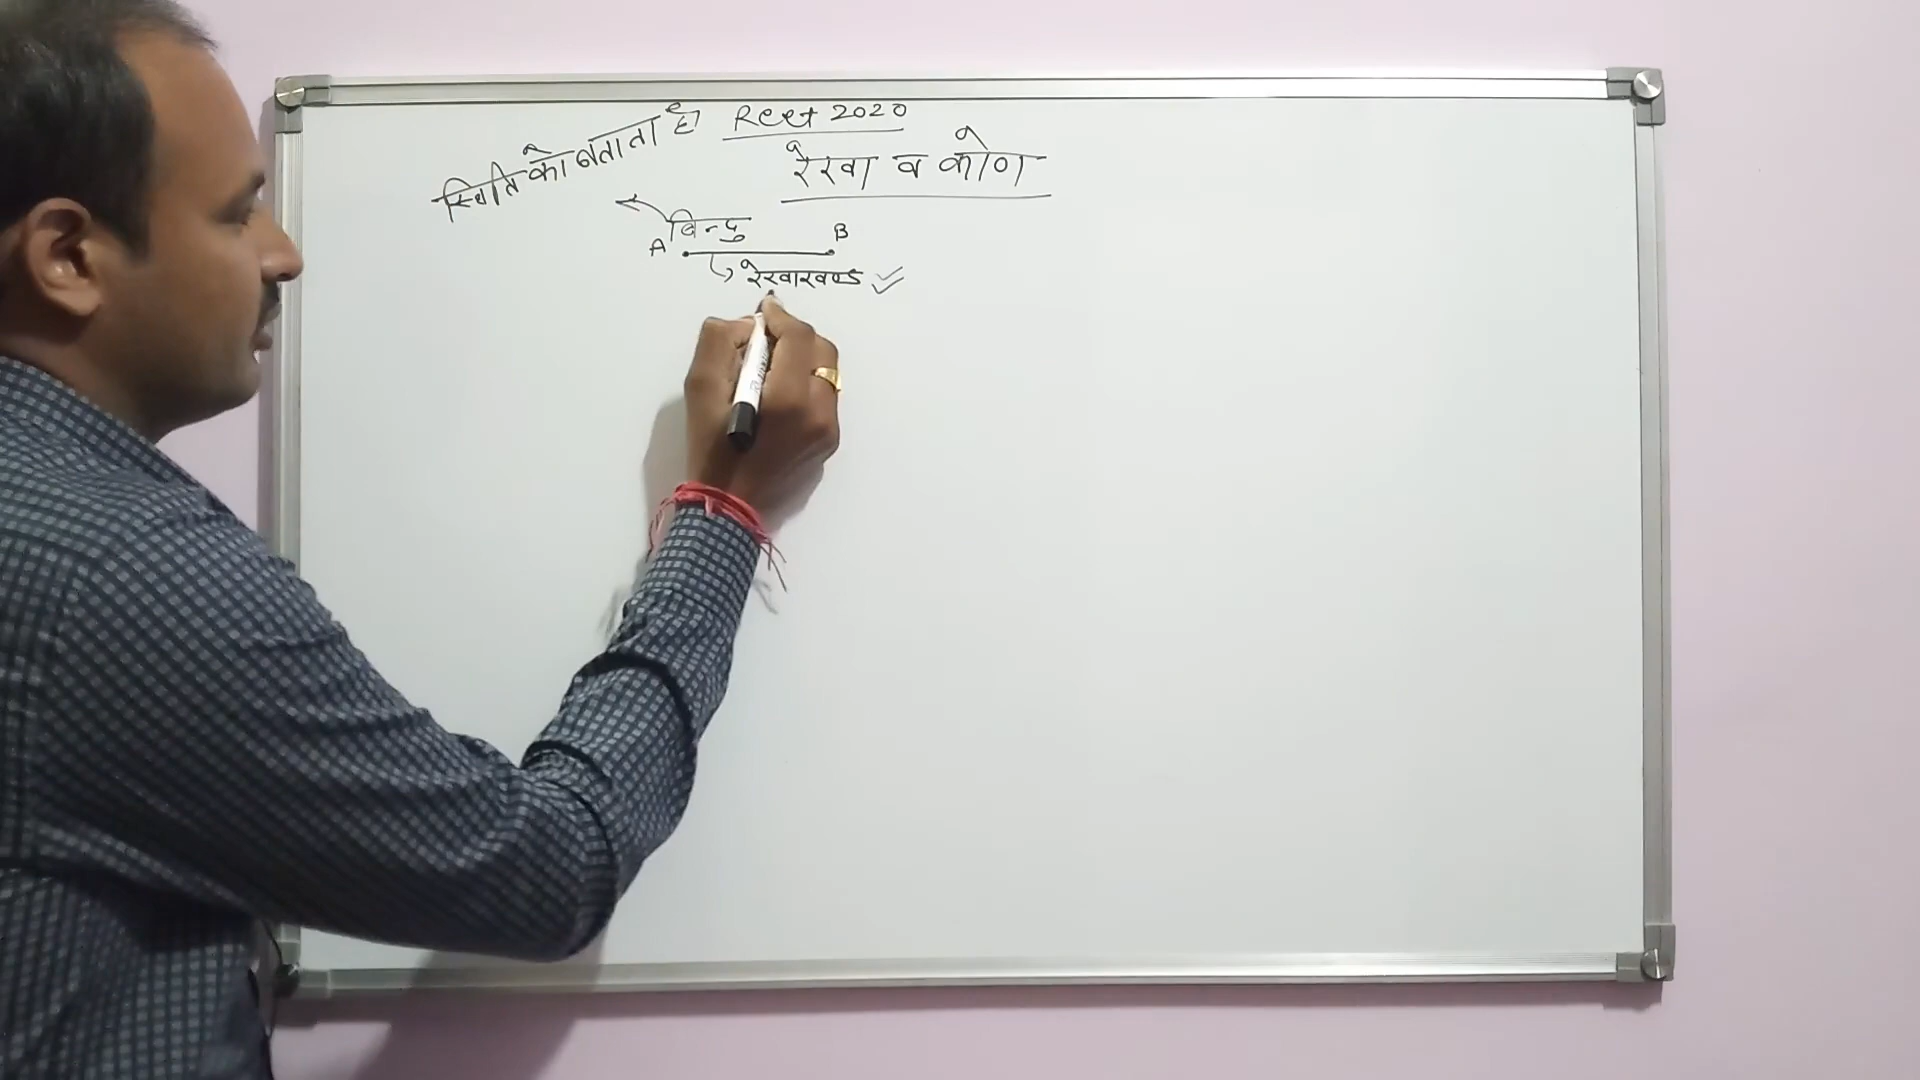 Reet 2020
रेखा व कोण
स्थिति को बताता है
बिन्दु
A B
रेखाखण्ड